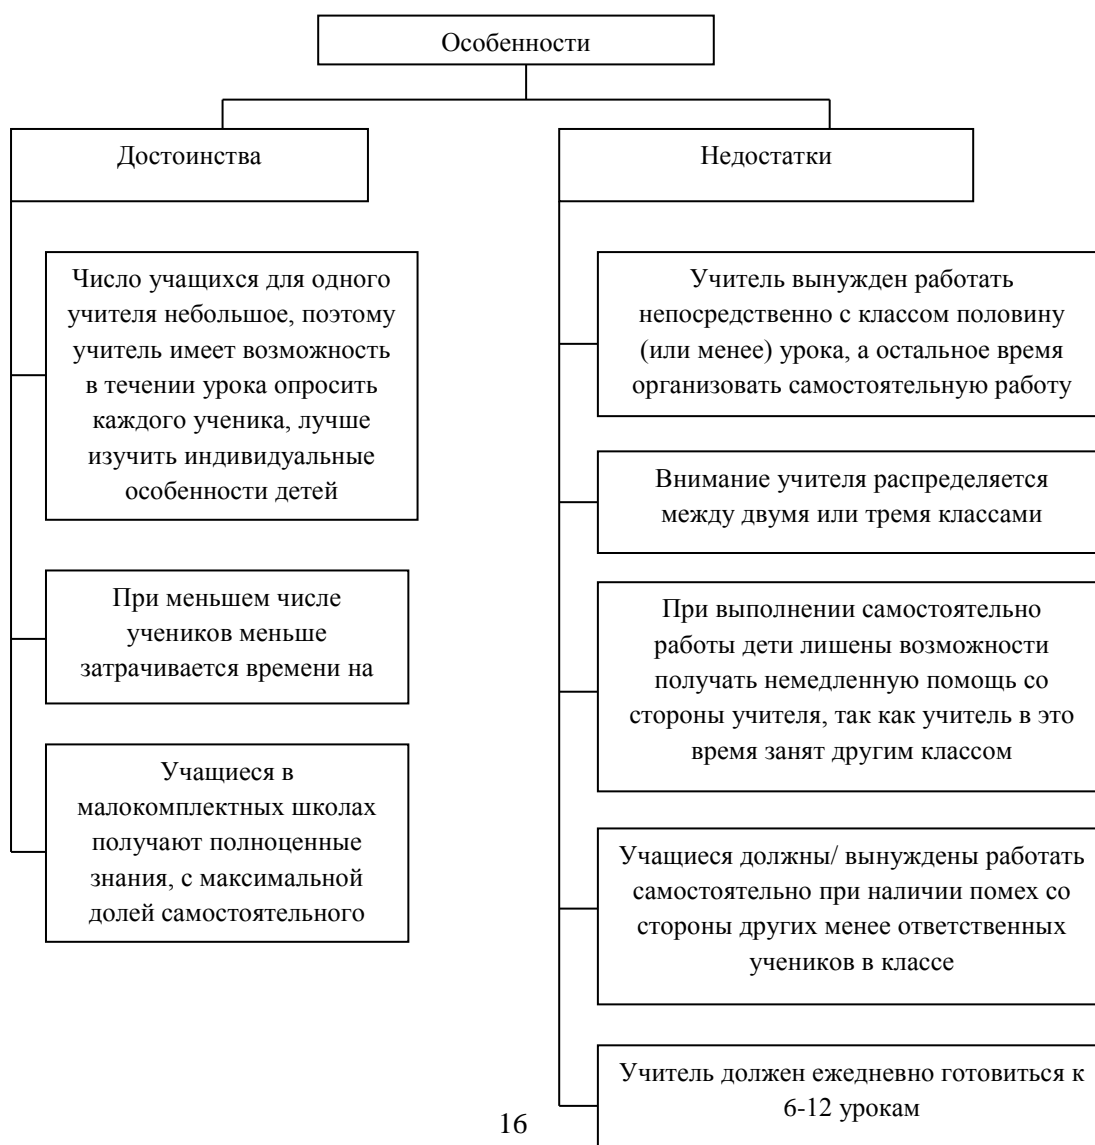 Особенности
Достоинства
Число учащихся для одного
учителя небольшое, поэтому
учитель имеет возможность
в течении урока опросить
каждого ученика, лучше
изучить индивидуальные
особенности детей
При меньшем числе
учеников меньше
затрачивается времени на
Учащиеся в
малокомплектных школах
получают полноценные
знания, с максимальной
долей самостоятельного
Недостатки
Учитель вынужден работать
непосредственно с классом половину
(или менее) урока, а остальное время
организовать самостоятельную работу
Внимание учителя распределяется
между двумя или тремя классами
При выполнении самостоятельно
работы дети лишены возможности
получать немедленную помощь со
стороны учителя, так как учитель в это
время занят другим классом
Учащиеся должны/ вынуждены работать
самостоятельно при наличии помех со
стороны других менее ответственных
учеников в классе
Учитель должен ежедневно готовиться к
6-12 урокам
16